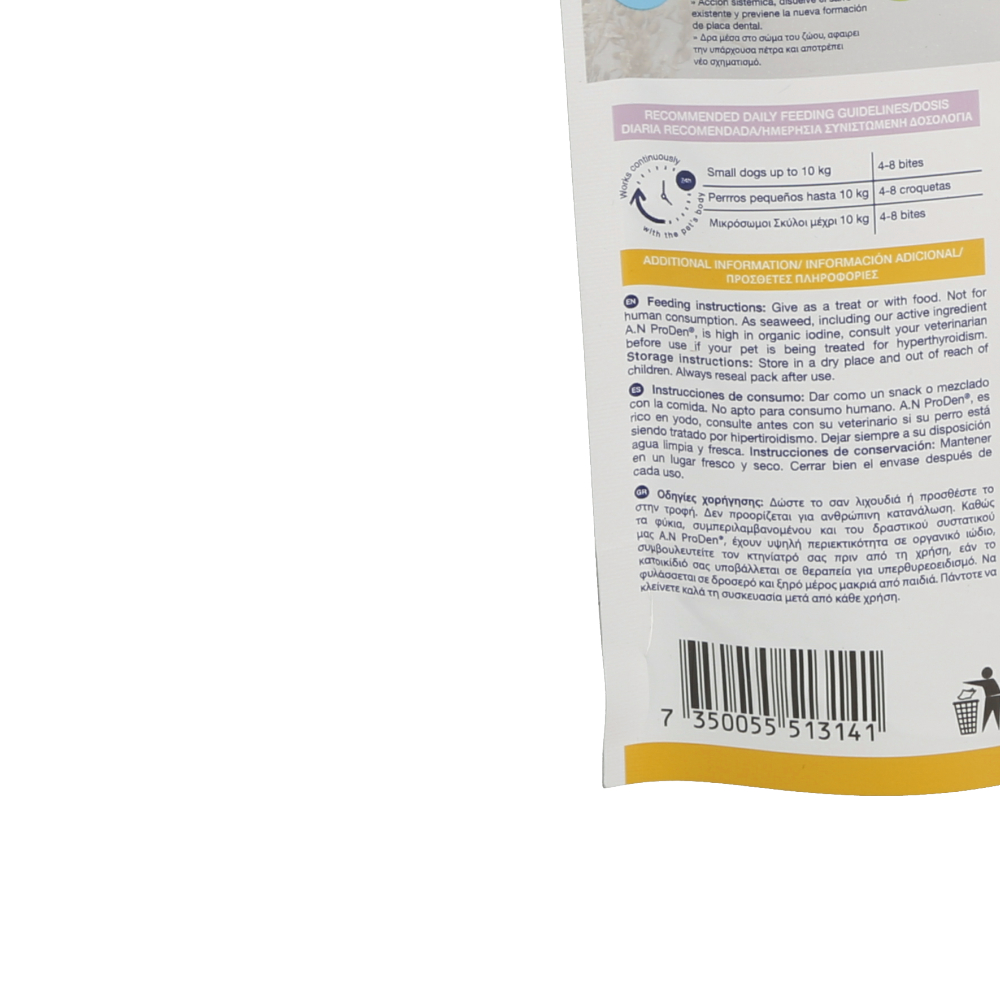 • Acción sistémica, disuelve el
existente y previene la nueva formación
de placa dental.
• Δρα μέσα στο σώμα του ζώου, αφαιρει
την υπάρχουσα πέτρα και αποτρέπει
νέο σχηματισμό.
RECOMMENDED DAILY FEEDING GUIDELINES/DOSIS
DIARIA RECOMENDADA/ΗΜΕΡΗΣΙΑ ΣΥΝΙΣΤΩΜΕΝΗ ΔΟΣΟΛΟΓΙΑ
Works continuously
24H
with the pet's body
Small dogs up to 10 kg 4-8 bites
Perrros pequeños hasta 10 kg 4-8 croquetas
Μικρόσωμοι Σκύλοι μέχρι 10 kg 4-8 bites
ADDITIONAL INFORMATION/ INFORMACIÓN ADICIONAL/
ΠΡΟΣΘΕΤΕΣ ΠΛΗΡΟΦΟΡΙΕΣ
EN Feeding instructions: Give as a treat or with food. Not for
human consumption. As seaweed, including our active ingredient
A.N ProDen®, is high in organic iodine, consult your veterinarian
before use if your pet is being treated for hyperthyroidism.
Storage instructions: Store in a dry place and out of reach of
children. Always reseal pack after use.
ES Instrucciones de consumo: Dar como un snack o mezclado
con la comida. No apto para consumo humano. A.N ProDen®, es
rico en yodo, consulte antes con su veterinario si su perro está
siendo tratado por hipertiroidismo. Dejar siempre a su disposición
agua limpia y fresca. Instrucciones de conservación: Mantener
en un lugar fresco y seco. Cerrar bien el envase después de
cada uso.
GR Οδηγίες χορήγησης: Δώστε το σαν λιχουδιά ή προσθέστε το
στην τροφή. Δεν προορίζεται για ανθρώπινη κατανάλωση. Καθώς
τα φύκια, συμπεριλαμβανομένου και του δραστικού συστατικού
μας A.N ProDen®, έχουν υψηλή περιεκτικότητα σε οργανικό ιώδιο,
συμβουλευτείτε τον κτηνίατρό σας πριν από τη χρήση, εάν το
κατοικίδιό σας υποβάλλεται σε θεραπεία για υπερθυρεοειδισμό. Να
φυλάσσεται σε δροσερό και ξηρό μέρος μακριά από παιδιά. Πάντοτε να
κλείνετε καλά τη συσκευασία μετά από κάθε χρήση.
7 350055 513141